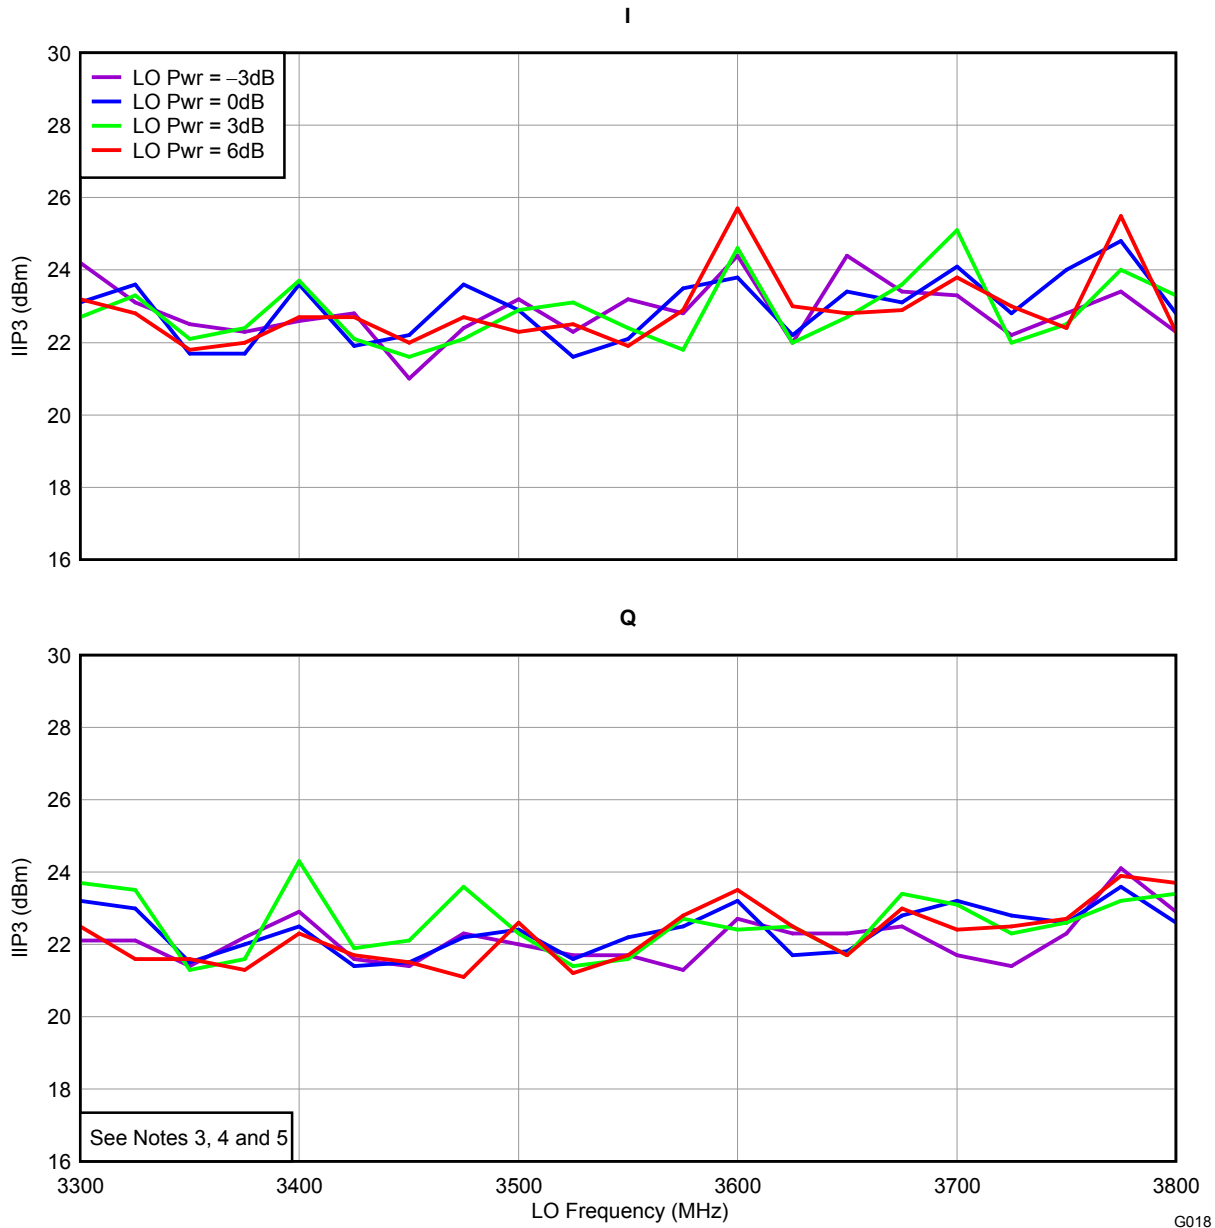 I
30
28
26
24
22
20
18
16
IIP3 (dBm)
LO Pwr = −3dB
LO Pwr = 0dB
LO Pwr = 3dB
LO Pwr = 6dB
Q
30
28
26
24
22
20
18
16
IIP3 (dBm)
See Notes 3, 4 and 5
3300 3400 3500 3600 3700 3800
LO Frequency (MHz)
G018